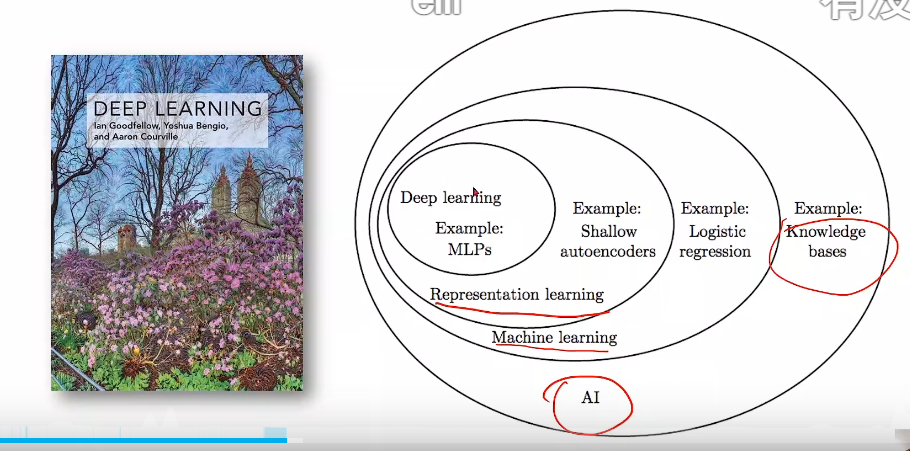 DEEP LEARNING
Ian Goodfellow, Yoshua Bengio,
and Aaron Courville
Deep learning
Example:
MLPs
Example:
Shallow
autoencoders
Example:
Logistic
regression
Example:
Knowledge
bases
Representation learning
Machine learning
AI